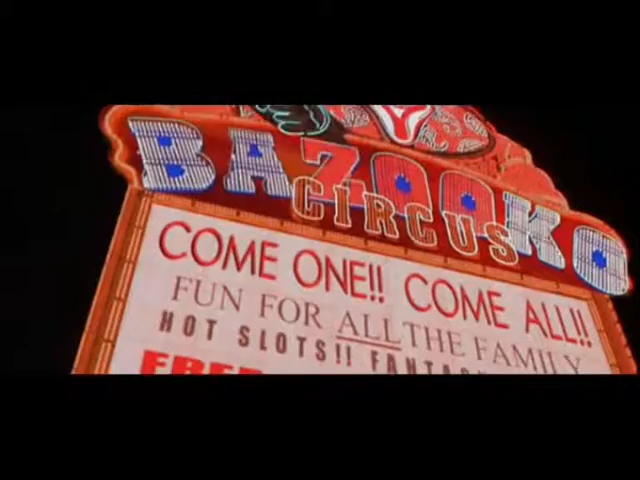 BAZOOKO
CIRCUS
COME ONE!! COME ALL!!
FUN FOR ALL THE FAMILY
HOT SLOTS!!